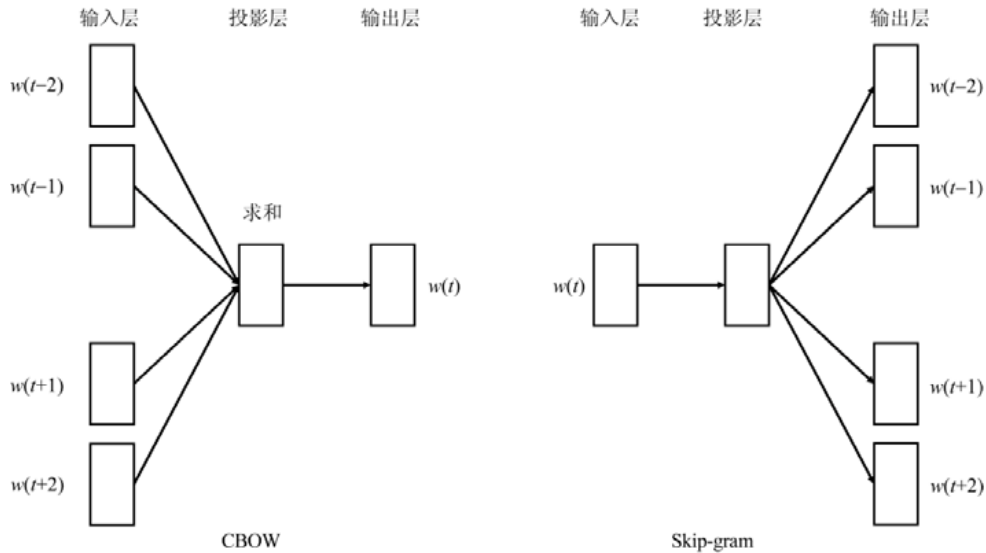 输入层 投影层 输出层
w(t−2)
w(t−1)
求和
w(t)
w(t+1)
w(t+2)
CBOW
输入层 投影层 输出层
w(t−2)
w(t−1)
w(t)
w(t+1)
w(t+2)
Skip-gram